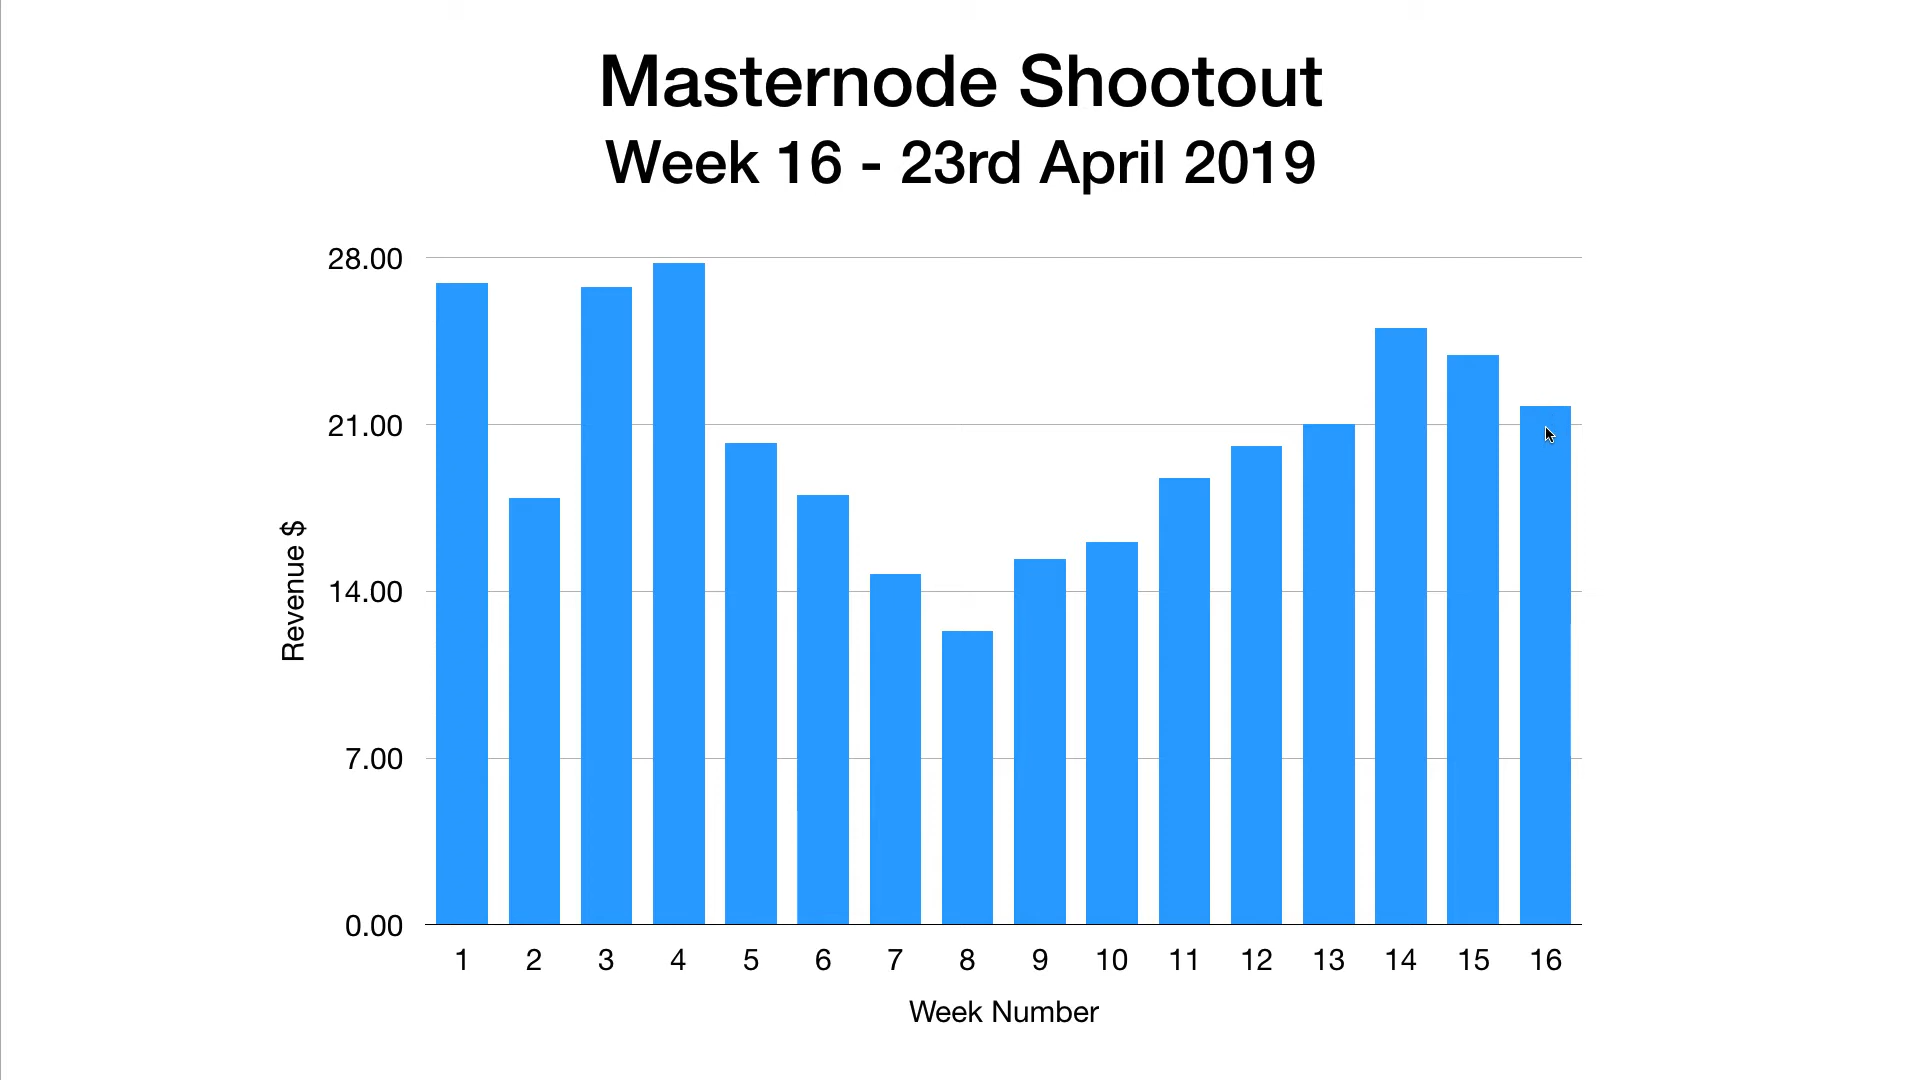 Masternode Shootout
Week 16 - 23rd April 2019
28.00
21.00
14.00
7.00
0.00
Revenue $
1 2 3 4 5 6 7 8 9 10 11 12 13 14 15 16
Week Number